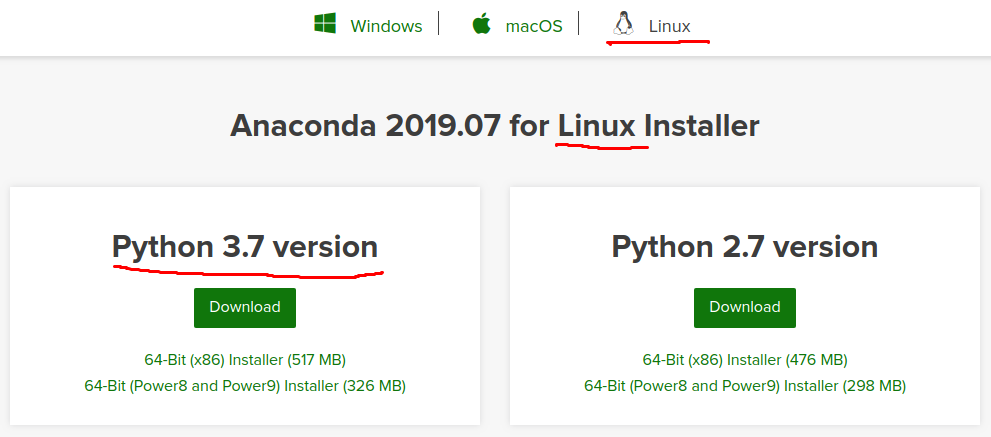 Windows macOS Linux
Anaconda 2019.07 for Linux Installer
Python 3.7 version
Download
64-Bit (x86) Installer (517 MB)
64-Bit (Power8 and Power9) Installer (326 MB)
Python 2.7 version
Download
64-Bit (x86) Installer (476 MB)
64-Bit (Power8 and Power9) Installer (298 MB)